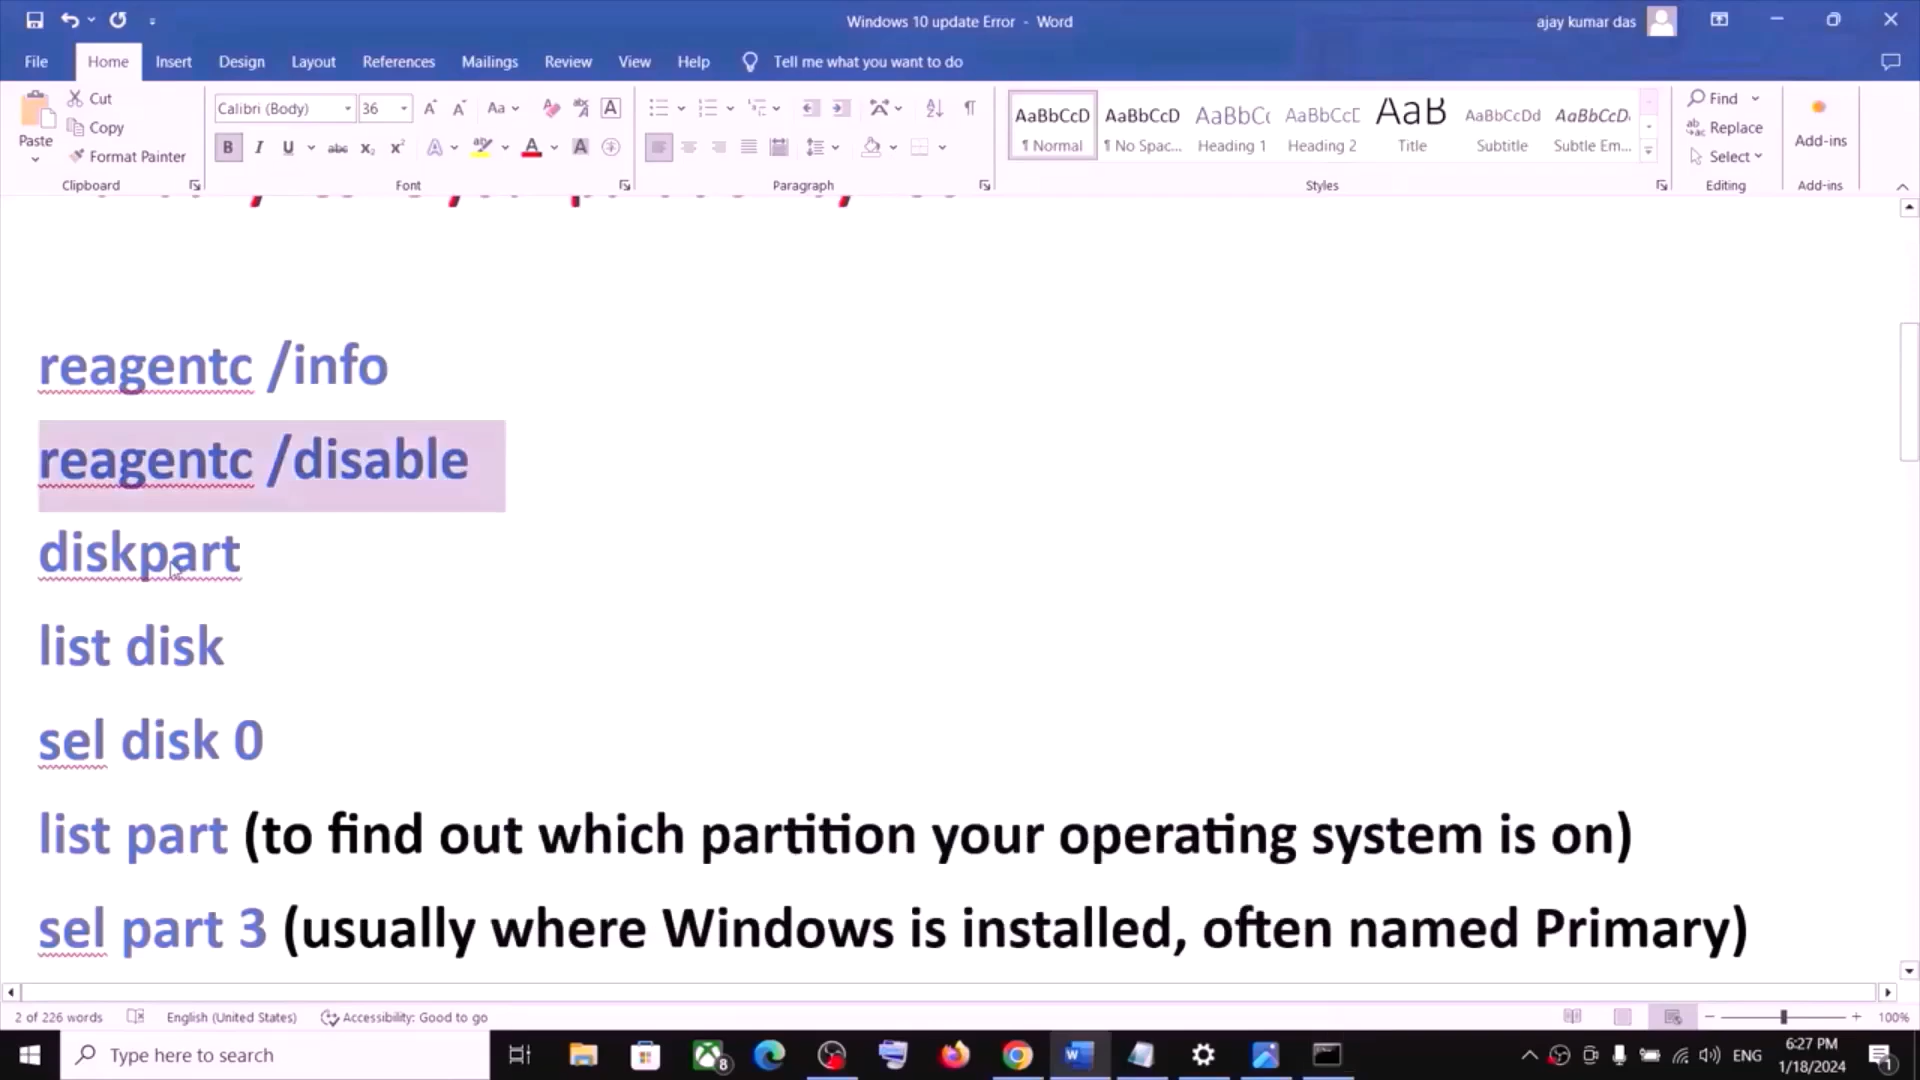 Windows 10 update Error - Word
ajay kumar das
File Home Insert Design Layout References Mailings Review View Help Tell me what you want to do
Paste
Cut
Copy
Format Painter
Clipboard
Calibri (Body) 36
Font
Paragraph
AaBbCcD
¶ Normal
AaBbCcD
¶ No Spac...
AaBbC
Heading 1
AaBbCcE
Heading 2
AaB
Title
AaBbCcDd
Subtitle
AaBbCcD.
Subtle Em...
Styles
Find
Replace
Select
Editing
Add-ins
Add-ins
reagentc /info
reagentc /disable
diskpart
list disk
sel disk 0
list part (to find out which partition your operating system is on)
sel part 3 (usually where Windows is installed, often named Primary)
2 of 226 words English (United States) Accessibility: Good to go 100%
Type here to search
8
ENG
6:27 PM
1/18/2024
1